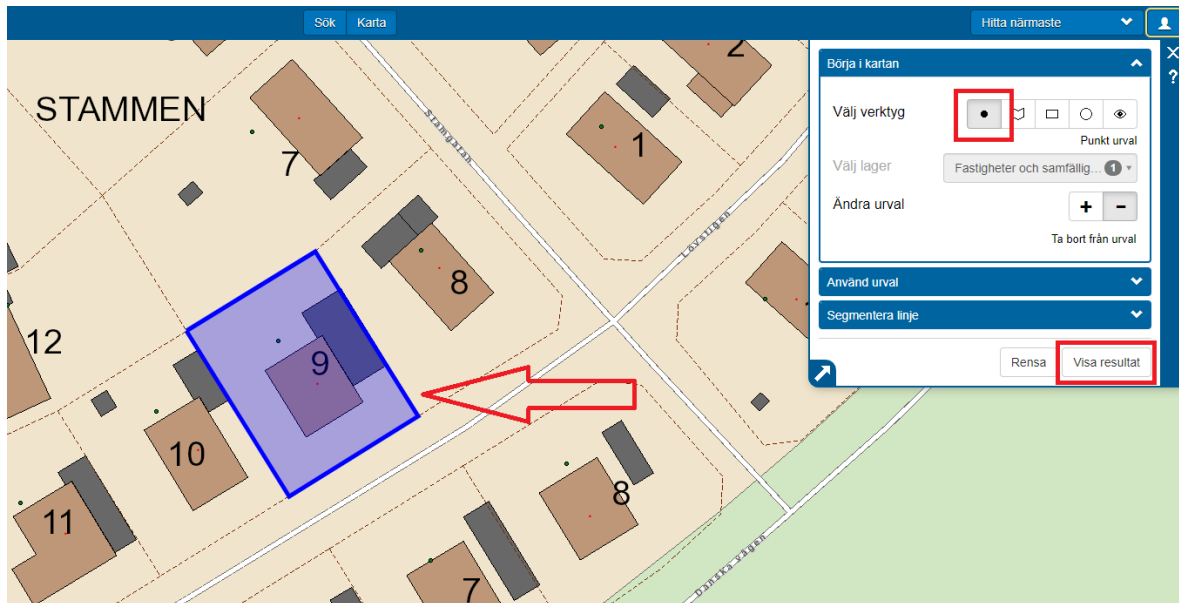 Sök Karta Hitta närmaste
Börja i kartan
Välj verktyg
Punkt urval
Välj lager Fastigheter och samfällig... 1
Ändra urval + −
Ta bort från urval
Använd urval
Segmentera linje
Rensa Visa resultat
?
STAMMEN
2
1
7
8
9
12
10
11
8
7
Stamgatan
Lövstigen
Danska vägen